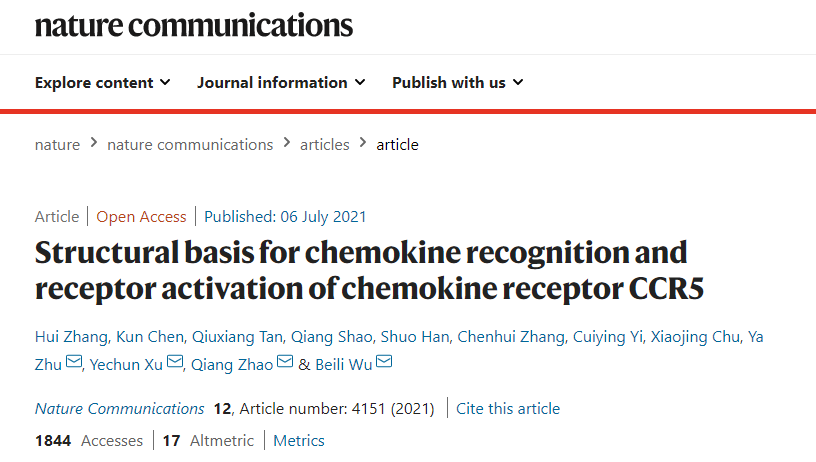 nature communications
Explore content Journal information Publish with us
nature > nature communications > articles > article
Article | Open Access | Published: 06 July 2021
Structural basis for chemokine recognition and
receptor activation of chemokine receptor CCR5
Hui Zhang, Kun Chen, Qiuxiang Tan, Qiang Shao, Shuo Han, Chenhui Zhang, Cuiying Yi, Xiaojing Chu, Ya
Zhu, Yechun Xu, Qiang Zhao & Beili Wu
Nature Communications 12, Article number: 4151 (2021) | Cite this article
1844 Accesses | 17 Altmetric | Metrics